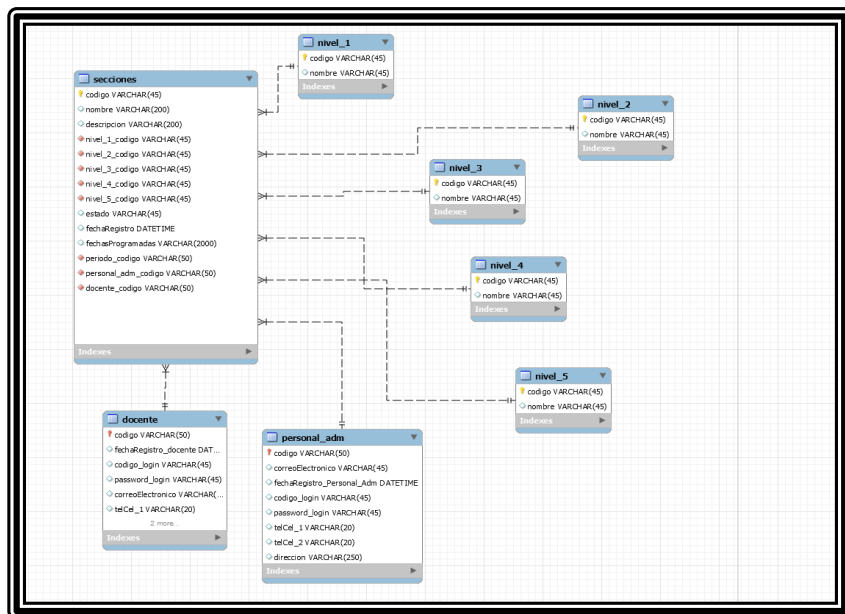 secciones
codigo VARCHAR(45)
nombre VARCHAR(200)
descripcion VARCHAR(200)
nivel_1_codigo VARCHAR(45)
nivel_2_codigo VARCHAR(45)
nivel_3_codigo VARCHAR(45)
nivel_4_codigo VARCHAR(45)
nivel_5_codigo VARCHAR(45)
estado VARCHAR(45)
fechaRegistro DATETIME
fechasProgramadas VARCHAR(2000)
periodo_codigo VARCHAR(50)
personal_adm_codigo VARCHAR(50)
docente_codigo VARCHAR(50)
Indexes
nivel_1
codigo VARCHAR(45)
nombre VARCHAR(45)
Indexes
nivel_2
codigo VARCHAR(45)
nombre VARCHAR(45)
Indexes
nivel_3
codigo VARCHAR(45)
nombre VARCHAR(45)
Indexes
nivel_4
codigo VARCHAR(45)
nombre VARCHAR(45)
Indexes
nivel_5
codigo VARCHAR(45)
nombre VARCHAR(45)
Indexes
docente
codigo VARCHAR(50)
fechaRegistro_docente DAT...
codigo_login VARCHAR(45)
password_login VARCHAR(45)
correoElectronico VARCHAR(...
telCel_1 VARCHAR(20)
2 more...
Indexes
personal_adm
codigo VARCHAR(50)
correoElectronico VARCHAR(45)
fechaRegistro_Personal_Adm DATETIME
codigo_login VARCHAR(45)
password_login VARCHAR(45)
telCel_1 VARCHAR(20)
telCel_2 VARCHAR(20)
direccion VARCHAR(250)
Indexes